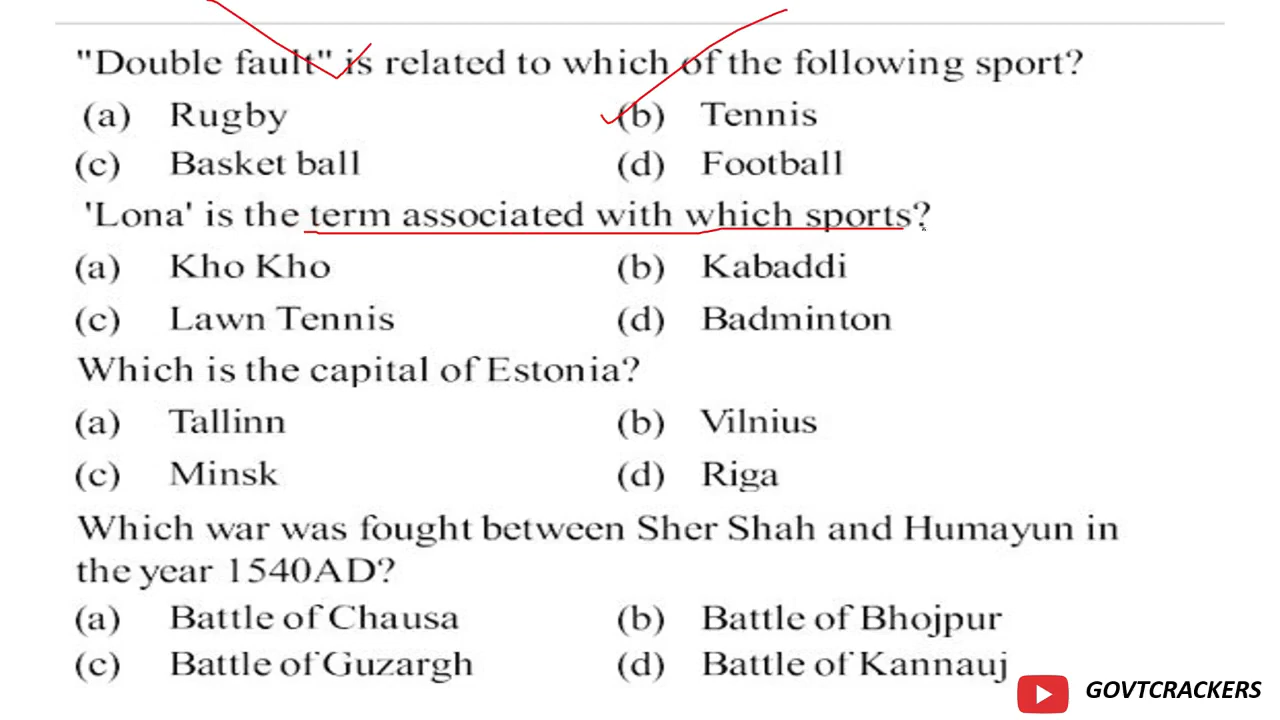 "Double fault" is related to which of the following sport?
(a) Rugby (b) Tennis
(c) Basket ball (d) Football
'Lona' is the term associated with which sports?
(a) Kho Kho (b) Kabaddi
(c) Lawn Tennis (d) Badminton
Which is the capital of Estonia?
(a) Tallinn (b) Vilnius
(c) Minsk (d) Riga
Which war was fought between Sher Shah and Humayun in
the year 1540AD?
(a) Battle of Chausa (b) Battle of Bhojpur
(c) Battle of Guzargh (d) Battle of Kannauj
GOVTCRACKERS